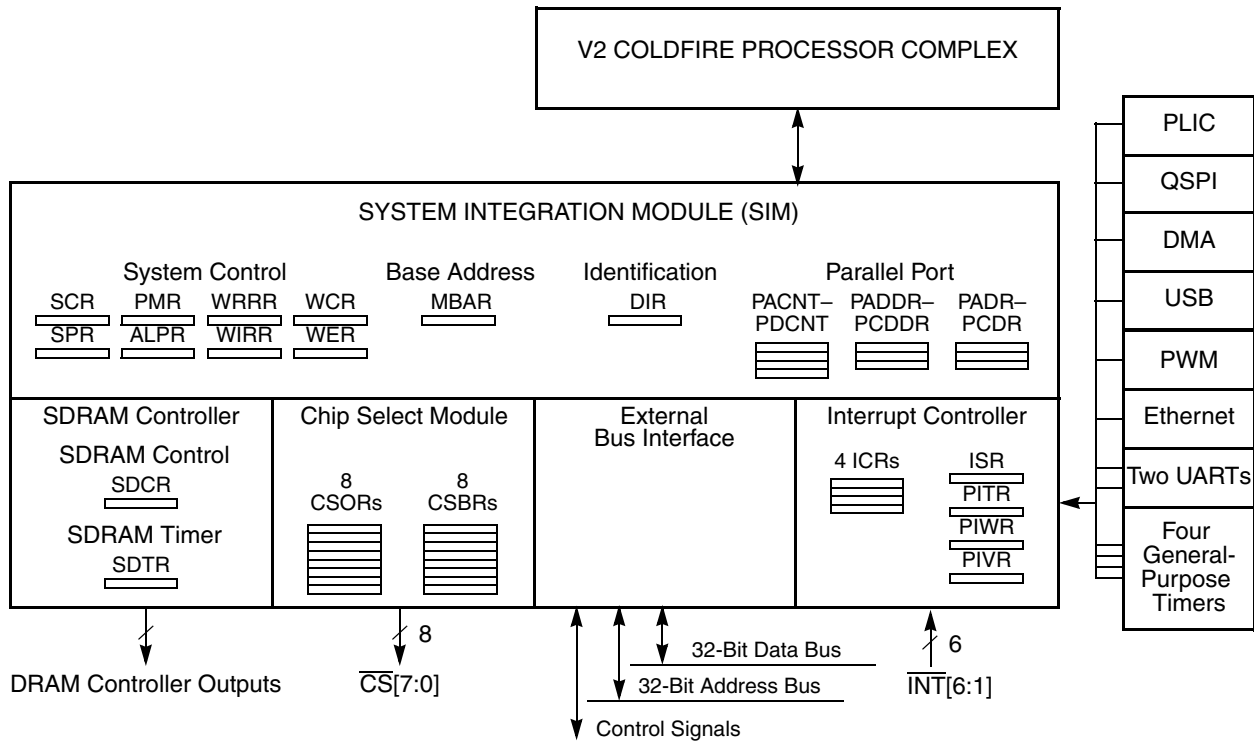 V2 COLDFIRE PROCESSOR COMPLEX
SYSTEM INTEGRATION MODULE (SIM)
System Control
SCR PMR WRRR WCR
SPR ALPR WIRR WER
Base Address
MBAR
Identification
DIR
Parallel Port
PACNT–
PDCNT
PADDR–
PCDDR
PADR–
PCDR
SDRAM Controller
SDRAM Control
SDCR
SDRAM Timer
SDTR
Chip Select Module
8
CSORs
8
CSBRs
External
Bus Interface
Interrupt Controller
4 ICRs
ISR
PITR
PIWR
PIVR
PLIC
QSPI
DMA
USB
PWM
Ethernet
Two UARTs
Four
General-
Purpose
Timers
DRAM Controller Outputs
8
CS[7:0]
32-Bit Data Bus
32-Bit Address Bus
Control Signals
6
INT[6:1]